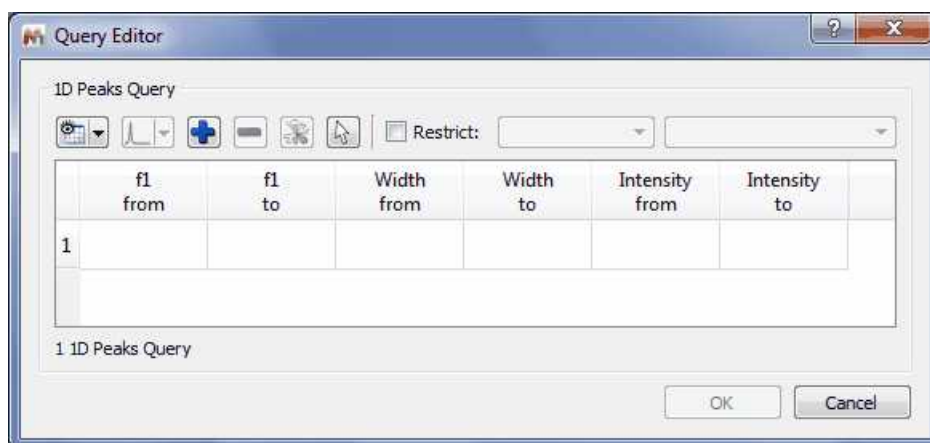 Query Editor
?
X
1D Peaks Query
Restrict:
f1 from
f1 to
Width from
Width to
Intensity from
Intensity to
1
1 1D Peaks Query
OK
Cancel